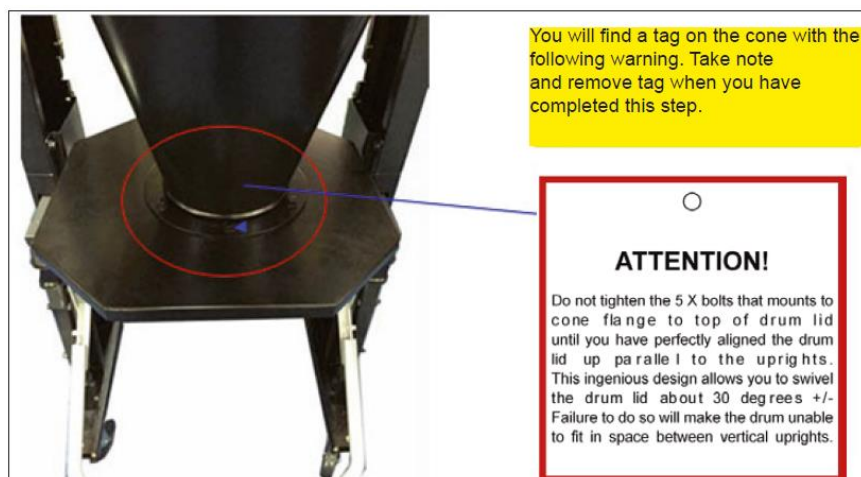 You will find a tag on the cone with the
following warning. Take note
and remove tag when you have
completed this step.
ATTENTION!
Do not tighten the 5 X bolts that mounts to
cone flange to top of drum lid
until you have perfectly aligned the drum
lid up parallel to the uprights.
This ingenious design allows you to swivel
the drum lid about 30 degrees +/-
Failure to do so will make the drum unable
to fit in space between vertical uprights.